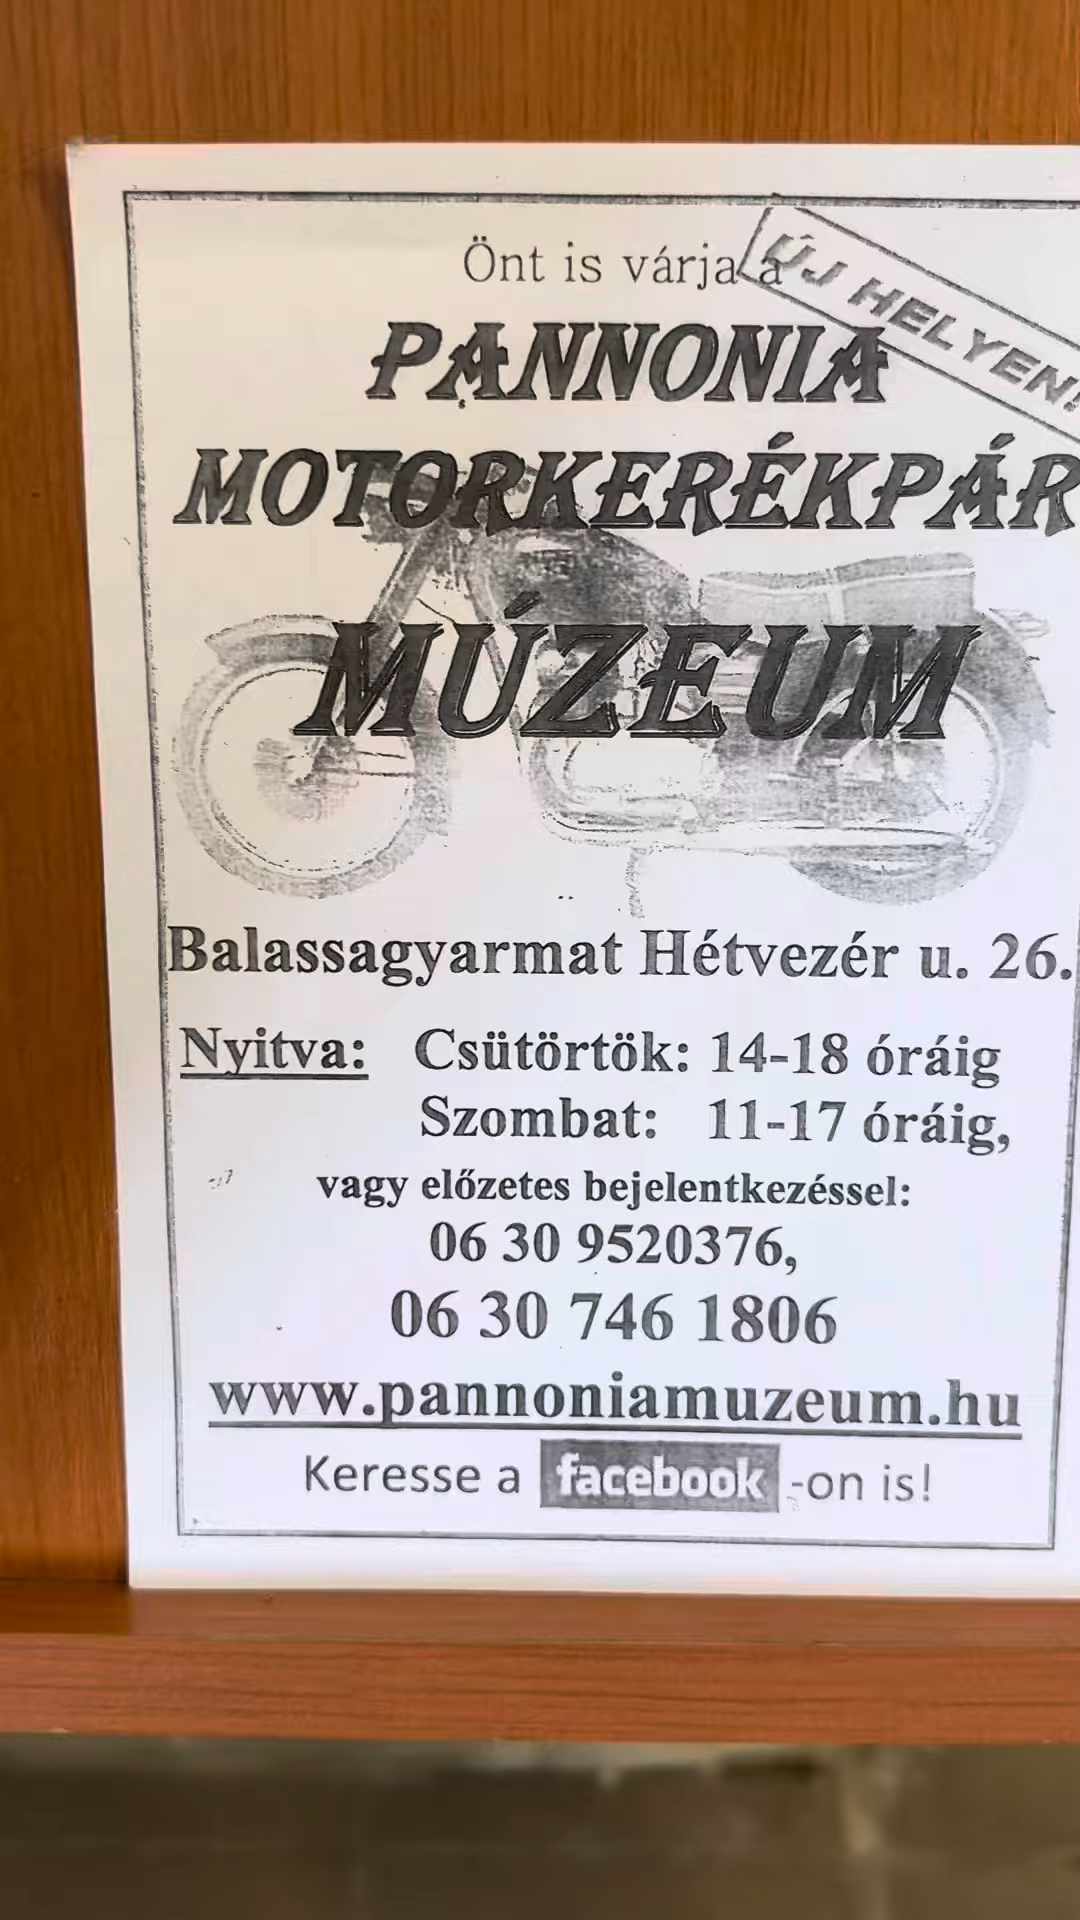 Önt is várja a
ÚJ HELYEN!
PANNONIA
MOTORKERÉKPÁR
MÚZEUM
Balassagyarmat Hétvezér u. 26.
Nyitva: Csütörtök: 14-18 óráig
Szombat: 11-17 óráig,
vagy előzetes bejelentkezéssel:
06 30 9520376,
06 30 746 1806
www.pannoniamuzeum.hu
Keresse a facebook -on is!